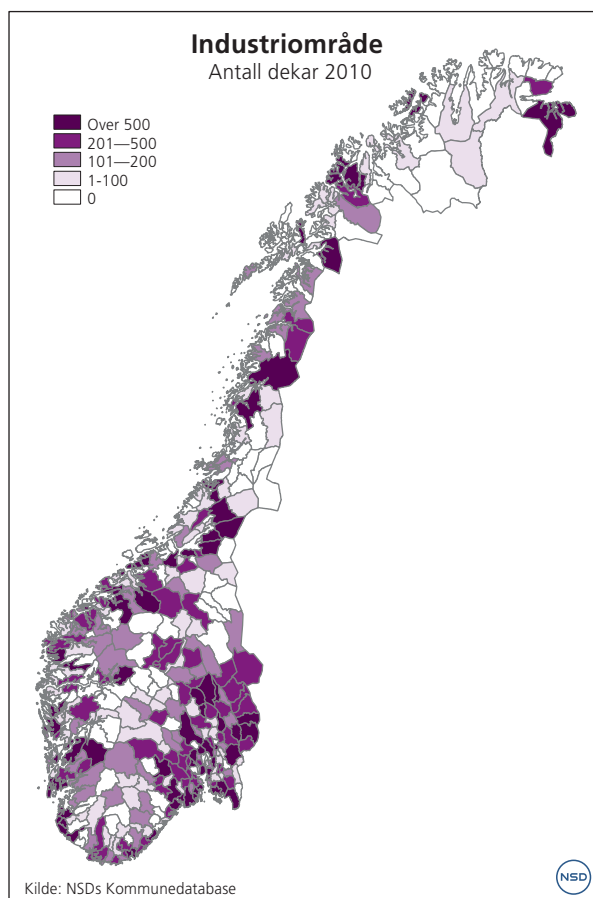 Industriområde
Antall dekar 2010
Over 500
201—500
101—200
1-100
0
Kilde: NSDs Kommunedatabase
NSD